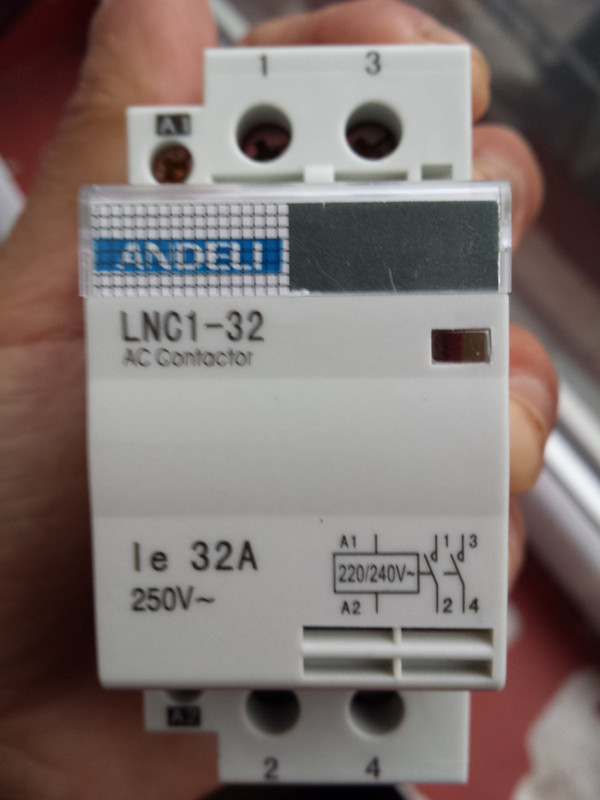 1 3
A1
ANDELI
LNC1-32
AC Contactor
Ie 32A
250V~
A1 1 3
220/240V~
A2 2 4
A2
2 4